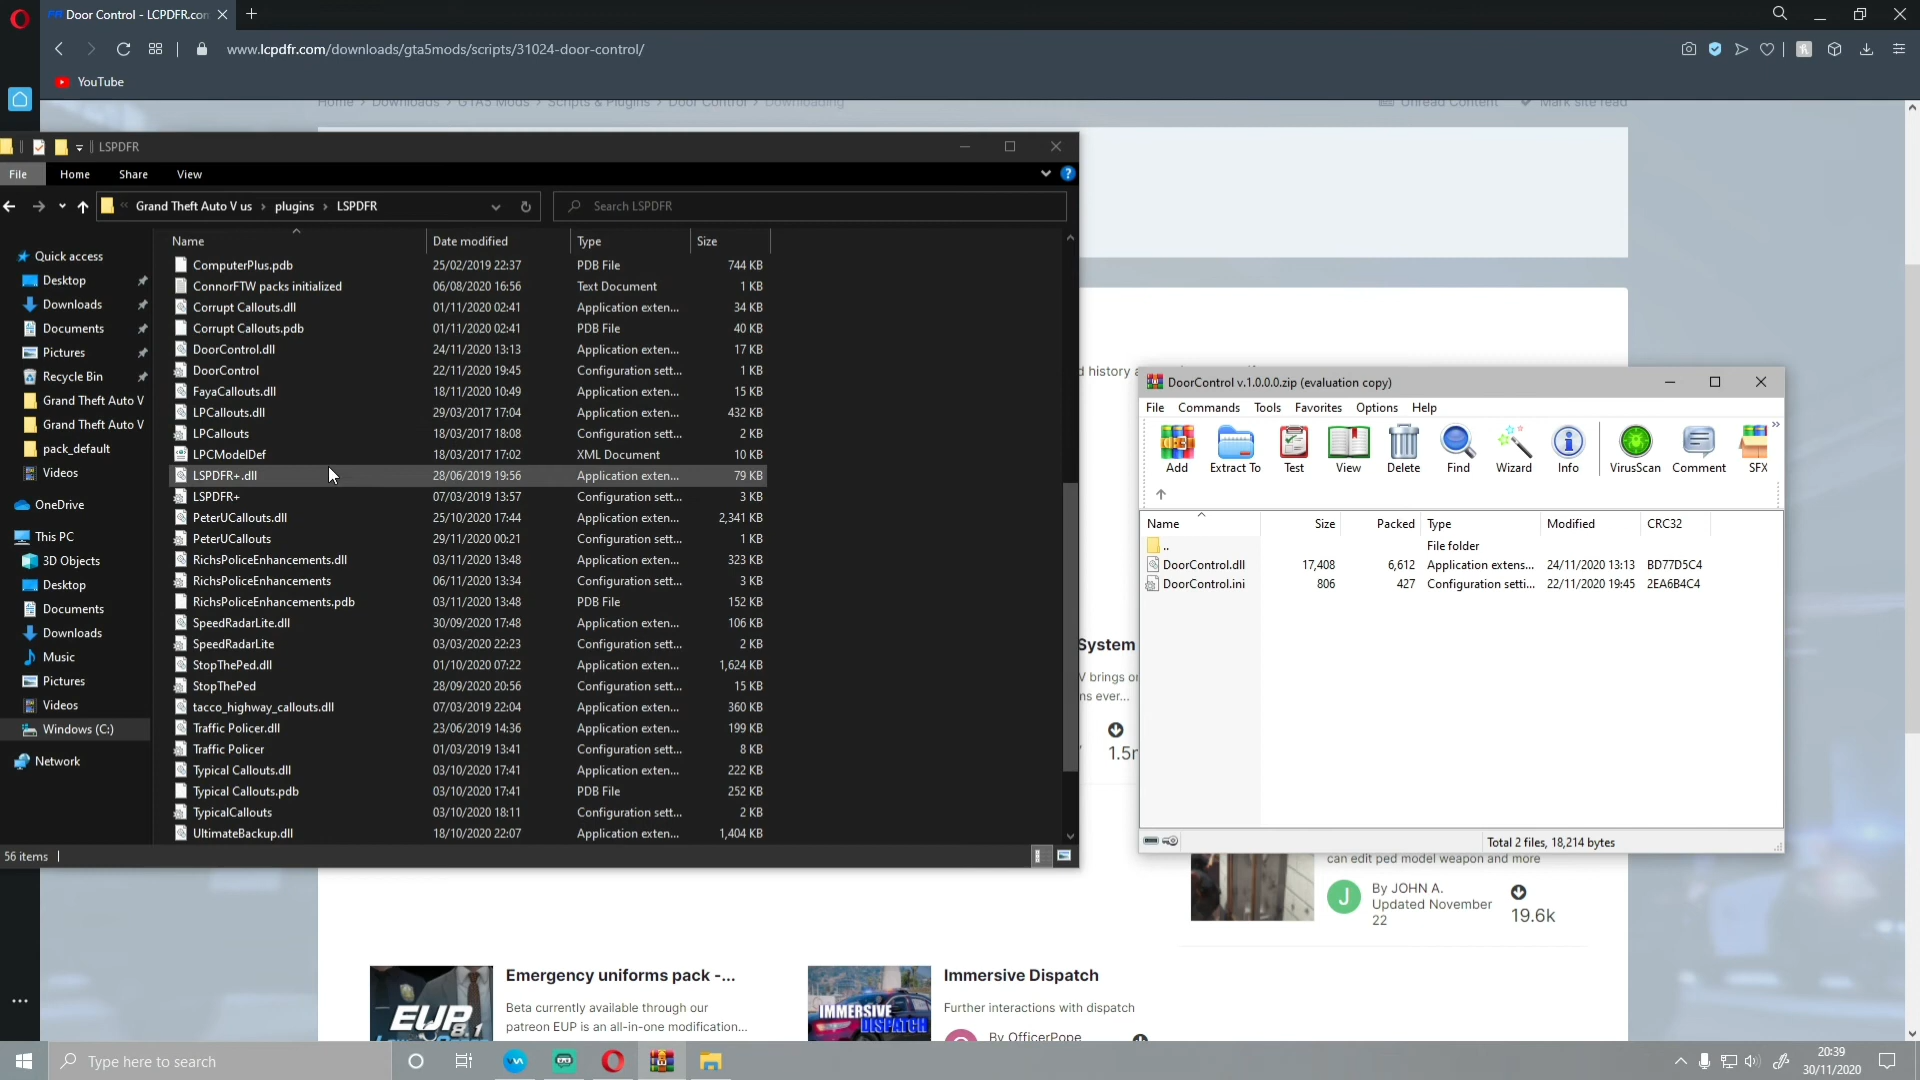 Door Control - LCPDFR.com
www.lcpdfr.com/downloads/gta5mods/scripts/31024-door-control/
YouTube
Home > Downloads > GTA5 Mods > Scripts & Plugins > Door Control > Downloading
Unread Content
Mark site read
LSPDFR
File Home Share View
Grand Theft Auto V us > plugins > LSPDFR
Search LSPDFR
Name Date modified Type Size
ComputerPlus.pdb 25/02/2019 22:37 PDB File 744 KB
ConnorFTW packs initialized 06/08/2020 16:56 Text Document 1 KB
Corrupt Callouts.dll 01/11/2020 02:41 Application exten... 34 KB
Corrupt Callouts.pdb 01/11/2020 02:41 PDB File 40 KB
DoorControl.dll 24/11/2020 13:13 Application exten... 17 KB
DoorControl 22/11/2020 19:45 Configuration sett... 1 KB
FayaCallouts.dll 18/11/2020 10:49 Application exten... 15 KB
LPCallouts.dll 29/03/2017 17:04 Application exten... 432 KB
LPCallouts 18/03/2017 18:08 Configuration sett... 2 KB
LPCModelDef 18/03/2017 17:02 XML Document 10 KB
LSPDFR+.dll 28/06/2019 19:56 Application exten... 79 KB
LSPDFR+ 07/03/2019 13:57 Configuration sett... 3 KB
PeterUCallouts.dll 25/10/2020 17:44 Application exten... 2,341 KB
PeterUCallouts 29/11/2020 00:21 Configuration sett... 1 KB
RichsPoliceEnhancements.dll 03/11/2020 13:48 Application exten... 323 KB
RichsPoliceEnhancements 06/11/2020 13:34 Configuration sett... 3 KB
RichsPoliceEnhancements.pdb 03/11/2020 13:48 PDB File 152 KB
SpeedRadarLite.dll 30/09/2020 17:48 Application exten... 106 KB
SpeedRadarLite 03/03/2020 22:23 Configuration sett... 2 KB
StopThePed.dll 01/10/2020 07:22 Application exten... 1,624 KB
StopThePed 28/09/2020 20:56 Configuration sett... 15 KB
tacco_highway_callouts.dll 07/03/2019 22:04 Application exten... 360 KB
Traffic Policer.dll 23/06/2019 14:36 Application exten... 199 KB
Traffic Policer 01/03/2019 13:41 Configuration sett... 8 KB
Typical Callouts.dll 03/10/2020 17:41 Application exten... 222 KB
Typical Callouts.pdb 03/10/2020 17:41 PDB File 252 KB
TypicalCallouts 03/10/2020 18:11 Configuration sett... 2 KB
UltimateBackup.dll 18/10/2020 22:07 Application exten... 1,404 KB
56 items
Quick access
Desktop
Downloads
Documents
Pictures
Recycle Bin
Grand Theft Auto V
Grand Theft Auto V
pack_default
Videos
OneDrive
This PC
3D Objects
Desktop
Documents
Downloads
Music
Pictures
Videos
Windows (C:)
Network
d history a
System
V brings o
ns ever...
1.5m
DoorControl v.1.0.0.0.zip (evaluation copy)
File Commands Tools Favorites Options Help
Add Extract To Test View Delete Find Wizard Info VirusScan Comment SFX
Name Size Packed Type Modified CRC32
.. File folder
DoorControl.dll 17,408 6,612 Application extens... 24/11/2020 13:13 BD77D5C4
DoorControl.ini 806 427 Configuration setti... 22/11/2020 19:45 2EA6B4C4
Total 2 files, 18,214 bytes
can edit ped model weapon and more
J
By JOHN A.
Updated November
22
19.6k
EUP
8.1
Emergency uniforms pack -...
Beta currently available through our
patreon EUP is an all-in-one modification...
IMMERSIVE
DISPATCH
Immersive Dispatch
Further interactions with dispatch
By OfficerPope
Type here to search
20:39
30/11/2020